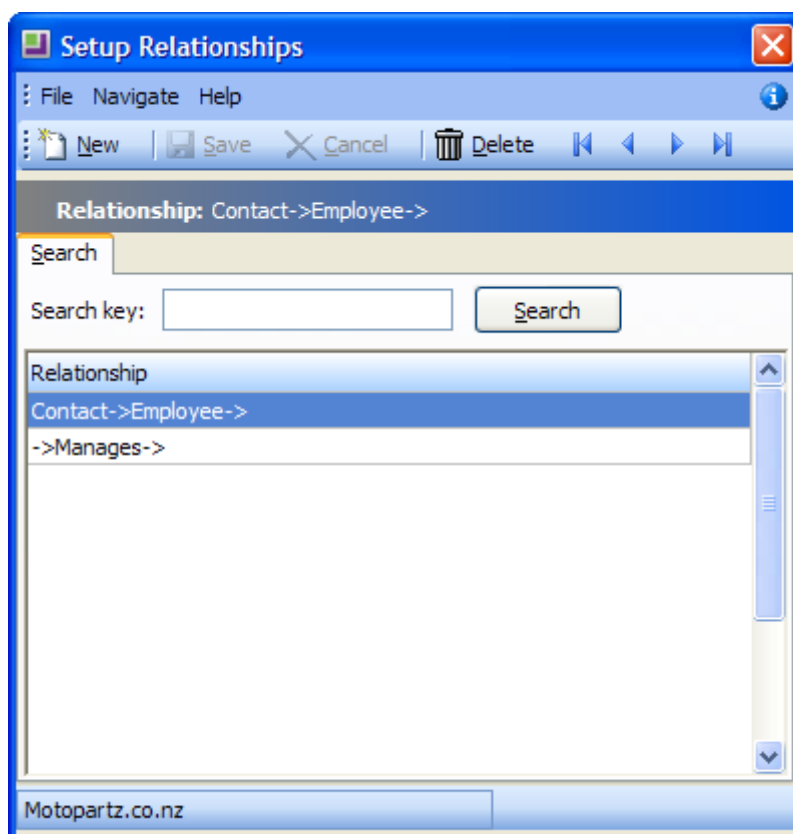 Setup Relationships
File Navigate Help
New Save Cancel Delete
Relationship: Contact->Employee->
Search
Search key: Search
Relationship
Contact->Employee->
->Manages->
Motopartz.co.nz